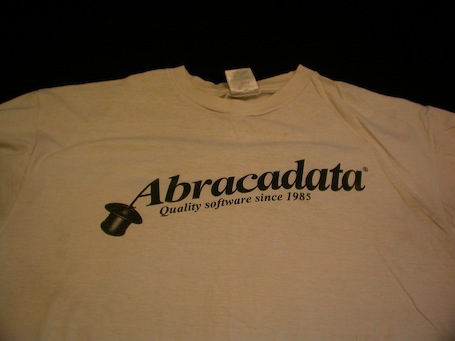 Abracadata®
Quality software since 1985